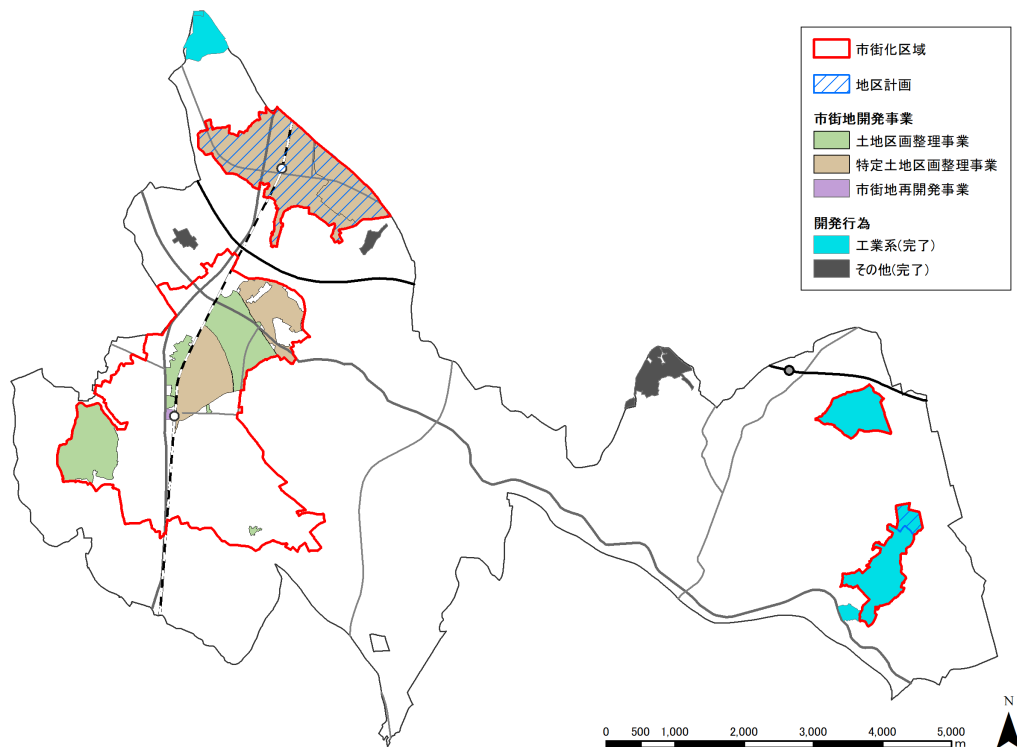 市街化区域
地区計画
市街地開発事業
土地区画整理事業
特定土地区画整理事業
市街地再開発事業
開発行為
工業系(完了)
その他(完了)
N
0 500 1,000 2,000 3,000 4,000 5,000
m